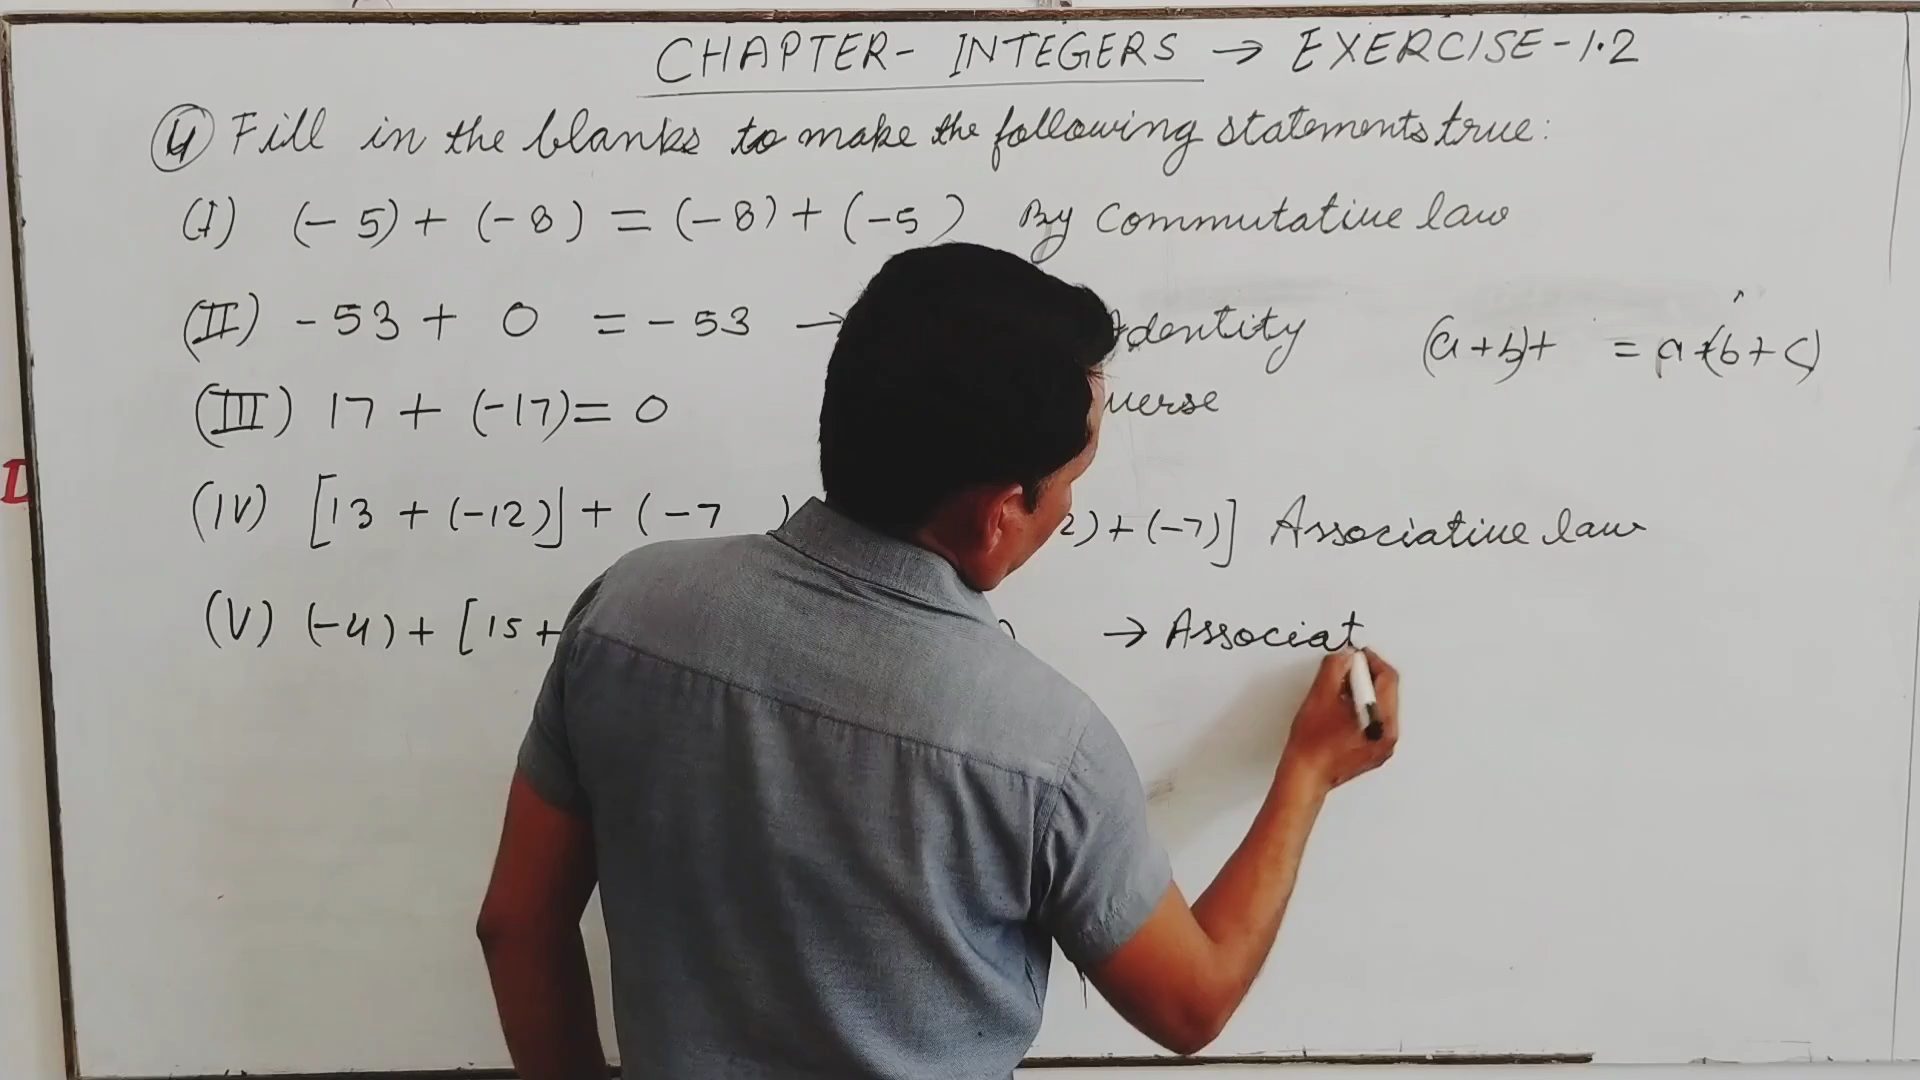 CHAPTER- INTEGERS → EXERCISE-1.2
(4) Fill in the blanks to make the following statements true:
(I) (-5)+(-8) = (-8)+(-5) By Commutative law
(II) -53 + 0 = -53 → Identity
(a+b)+ = a+(b+c)
(III) 17 + (-17)= 0
(IV) [13 + (-12)] + (-7 ) 2)+(-7)] Associative law
(V) (-4)+ [15+ ) → Associat
D